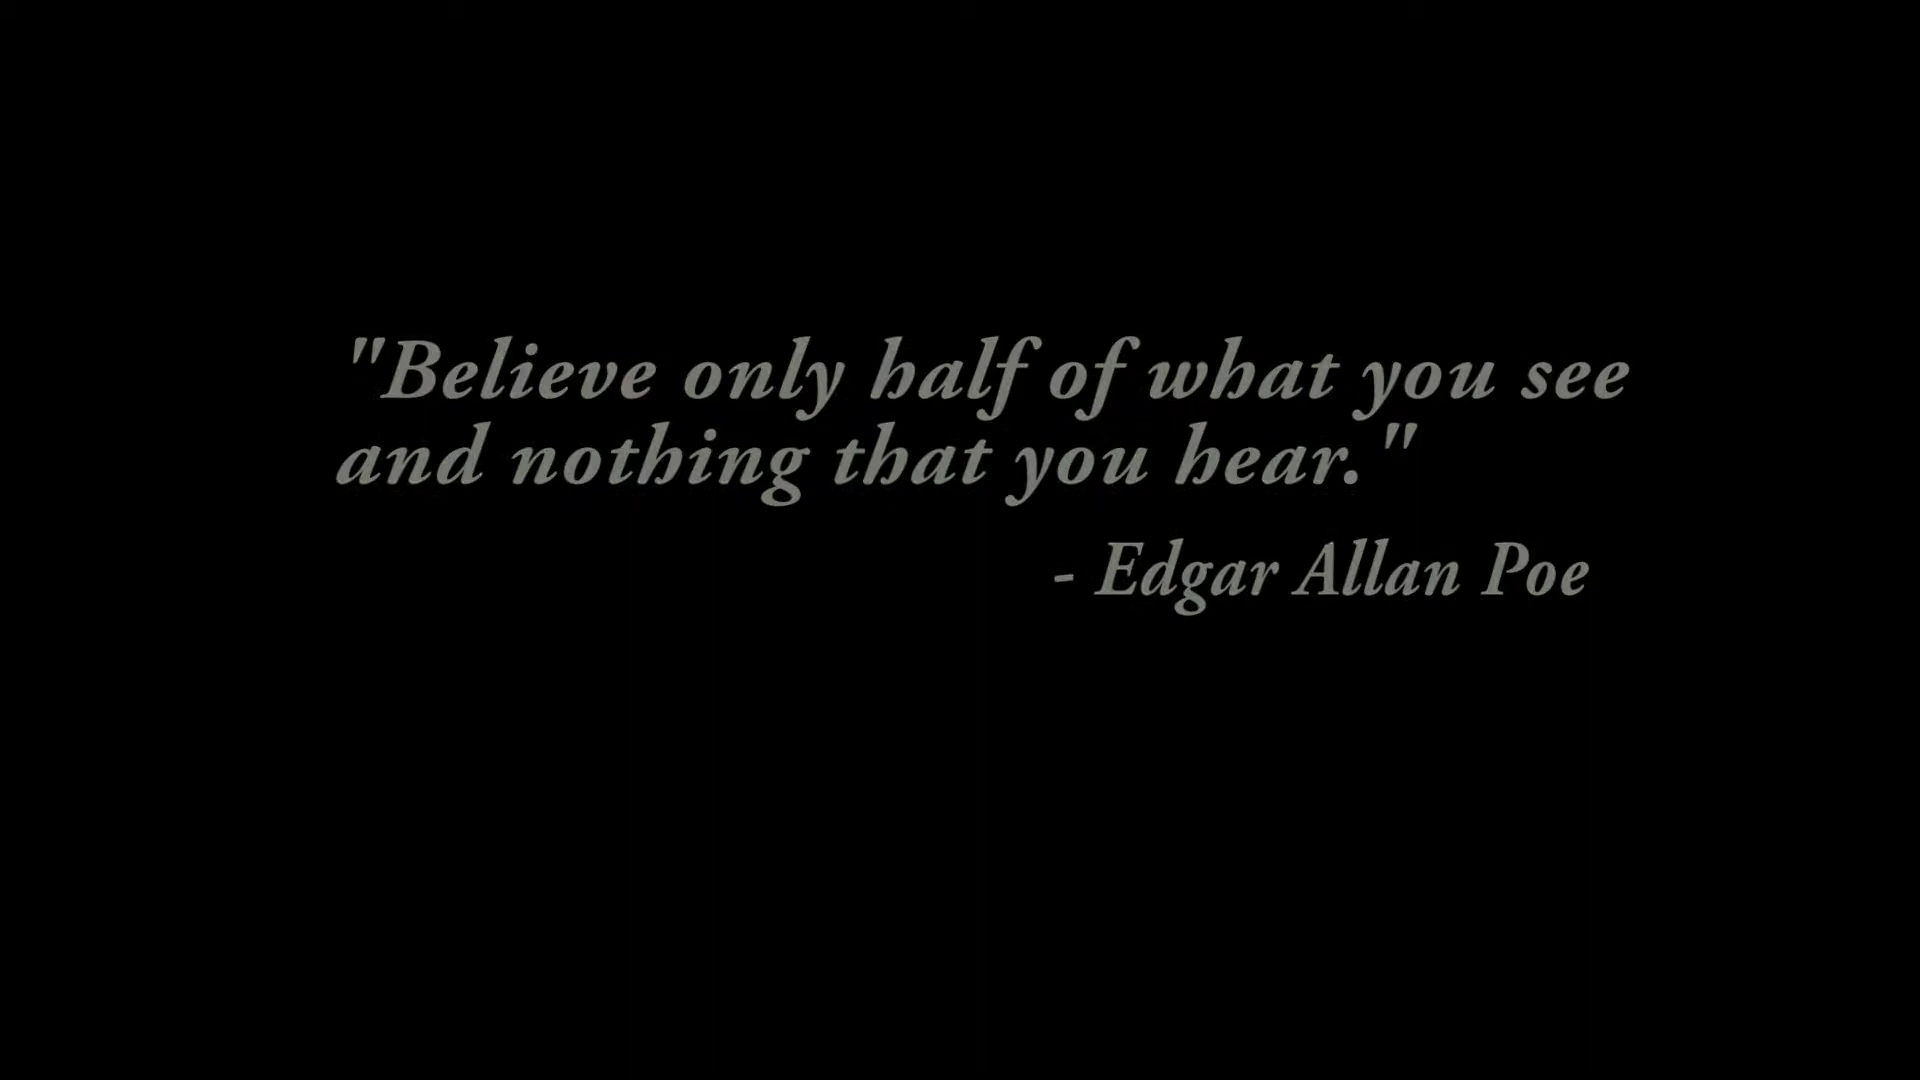 "Believe only half of what you see
and nothing that you hear."
- Edgar Allan Poe